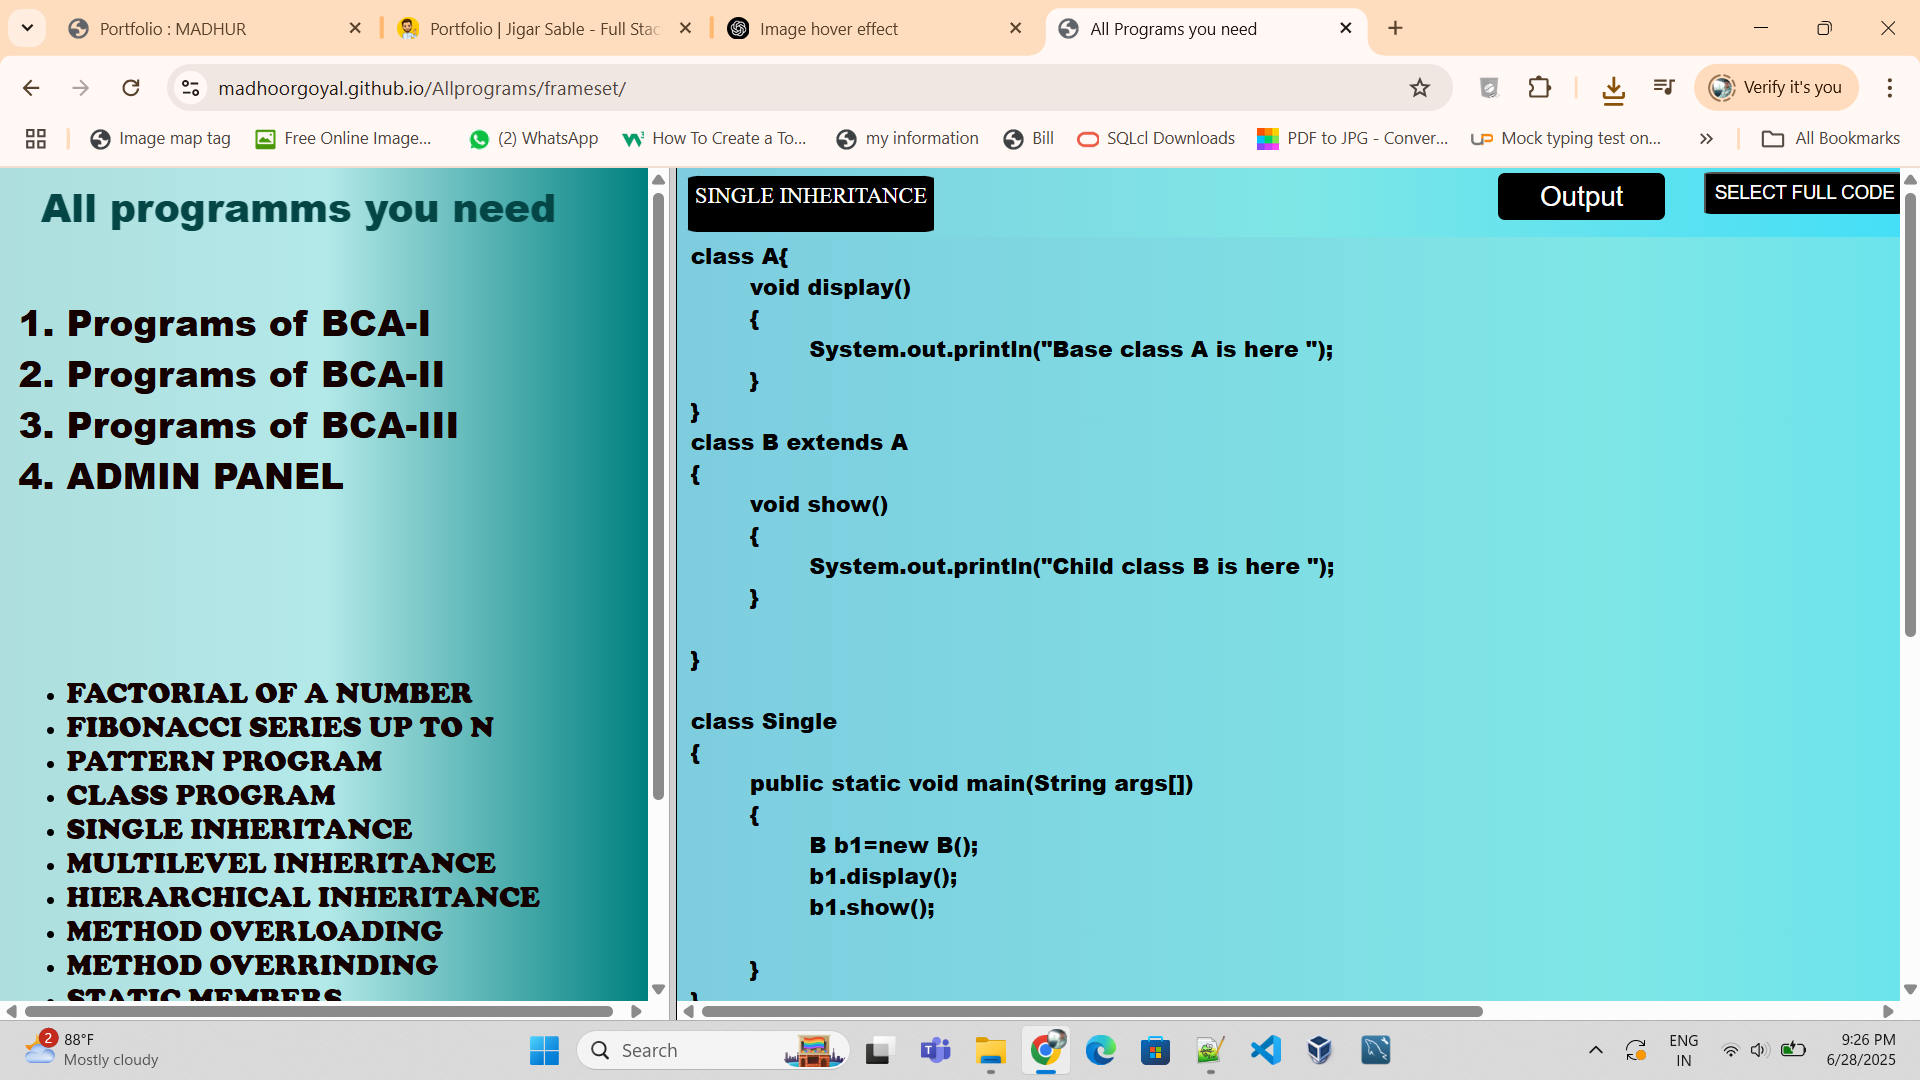 Portfolio : MADHUR
Portfolio | Jigar Sable - Full Stac
Image hover effect
All Programs you need
madhoorgoyal.github.io/Allprograms/frameset/
Verify it's you
Image map tag
Free Online Image...
(2) WhatsApp
How To Create a To...
my information
Bill
SQLcl Downloads
PDF to JPG - Conver...
Mock typing test on...
All Bookmarks
All programms you need
1. Programs of BCA-I
2. Programs of BCA-II
3. Programs of BCA-III
4. ADMIN PANEL
• FACTORIAL OF A NUMBER
• FIBONACCI SERIES UP TO N
• PATTERN PROGRAM
• CLASS PROGRAM
• SINGLE INHERITANCE
• MULTILEVEL INHERITANCE
• HIERARCHICAL INHERITANCE
• METHOD OVERLOADING
• METHOD OVERRINDING
• STATIC MEMBERS
SINGLE INHERITANCE
Output
SELECT FULL CODE
class A{
void display()
{
System.out.println("Base class A is here ");
}
}
class B extends A
{
void show()
{
System.out.println("Child class B is here ");
}
}
class Single
{
public static void main(String args[])
{
B b1=new B();
b1.display();
b1.show();
}
}
2
88°F
Mostly cloudy
Search
ENG
IN
9:26 PM
6/28/2025